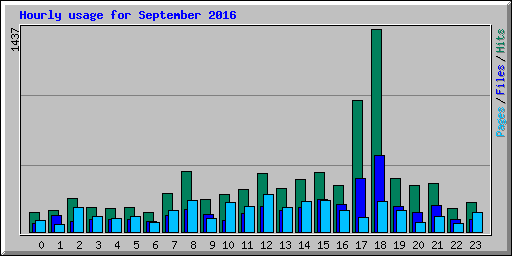 Hourly usage for September 2016
1437
Pages / Files / Hits
0 1 2 3 4 5 6 7 8 9 10 11 12 13 14 15 16 17 18 19 20 21 22 23